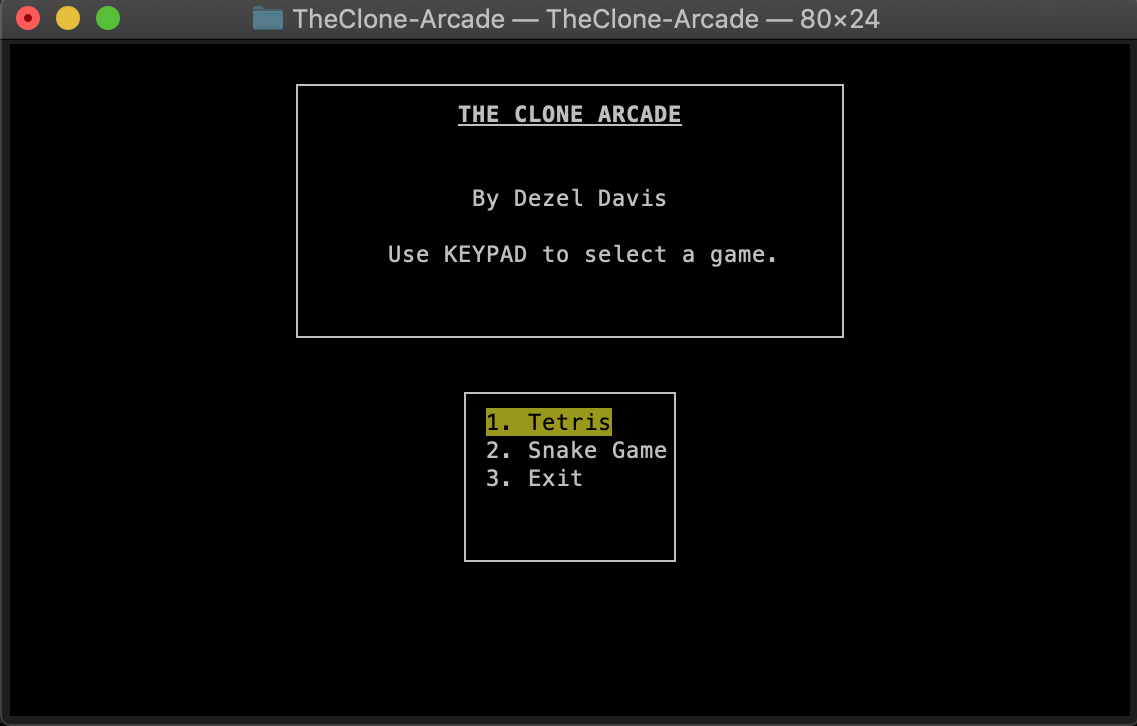 TheClone-Arcade — TheClone-Arcade — 80×24
THE CLONE ARCADE
By Dezel Davis
Use KEYPAD to select a game.
1. Tetris
2. Snake Game
3. Exit